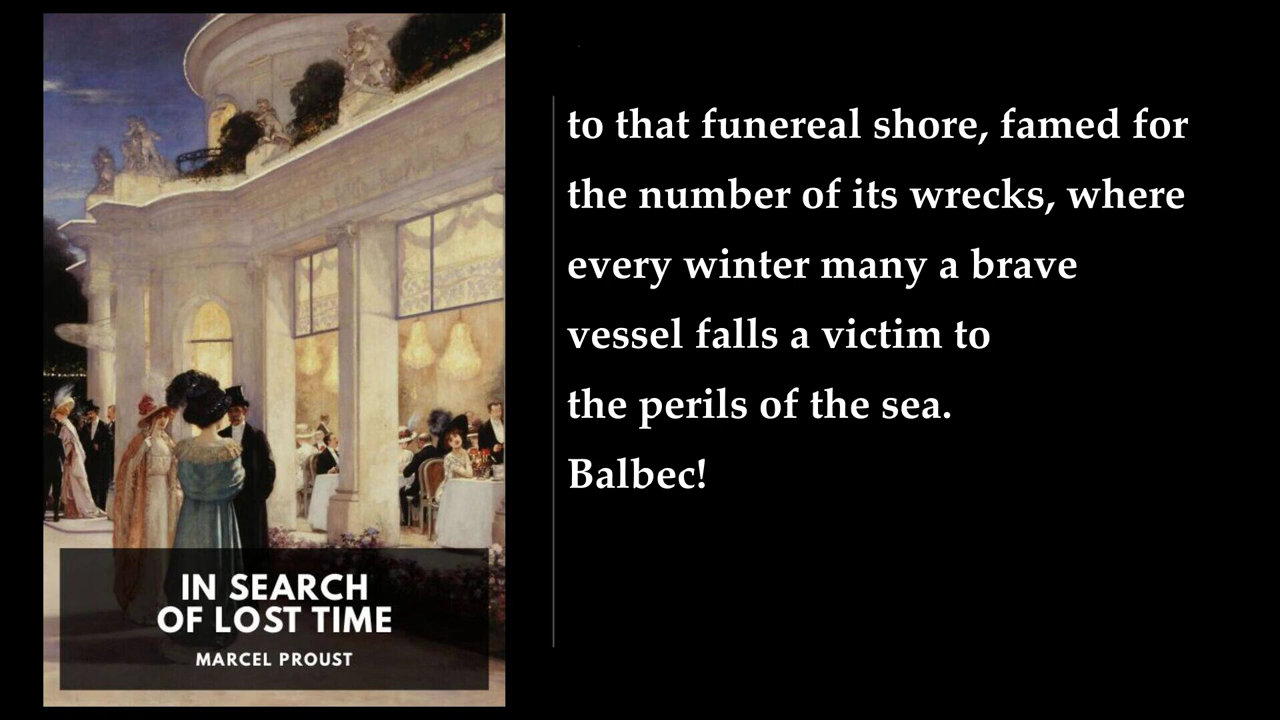 IN SEARCH
OF LOST TIME
MARCEL PROUST
to that funereal shore, famed for
the number of its wrecks, where
every winter many a brave
vessel falls a victim to
the perils of the sea.
Balbec!